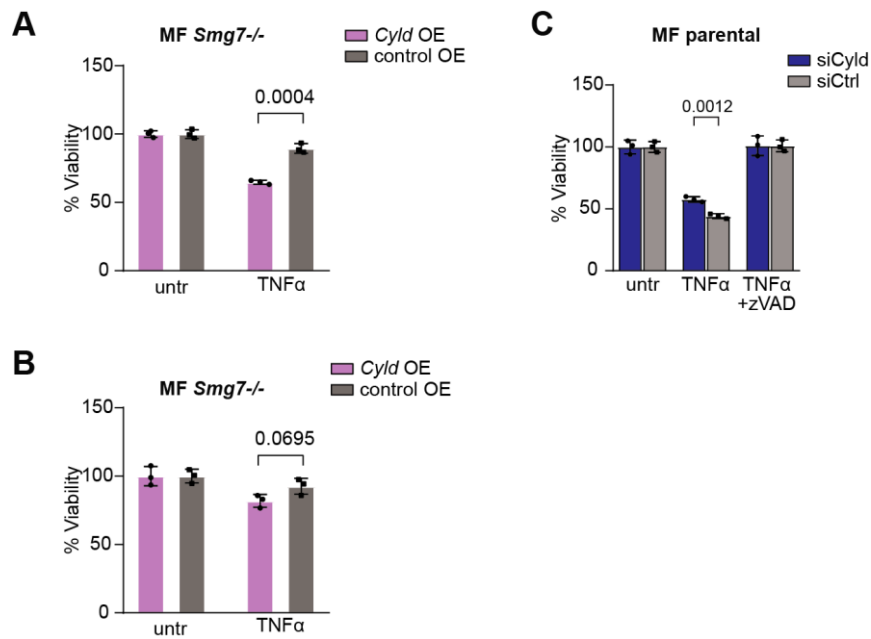 A
MF Smg7-/-
Cyld OE
control OE
150
100
50
0
% Viability
0.0004
untr
TNFα
B
MF Smg7-/-
Cyld OE
control OE
150
100
50
0
% Viability
0.0695
untr
TNFα
C
MF parental
siCyld
siCtrl
150
100
50
0
% Viability
0.0012
untr
TNFα
TNFα
+zVAD